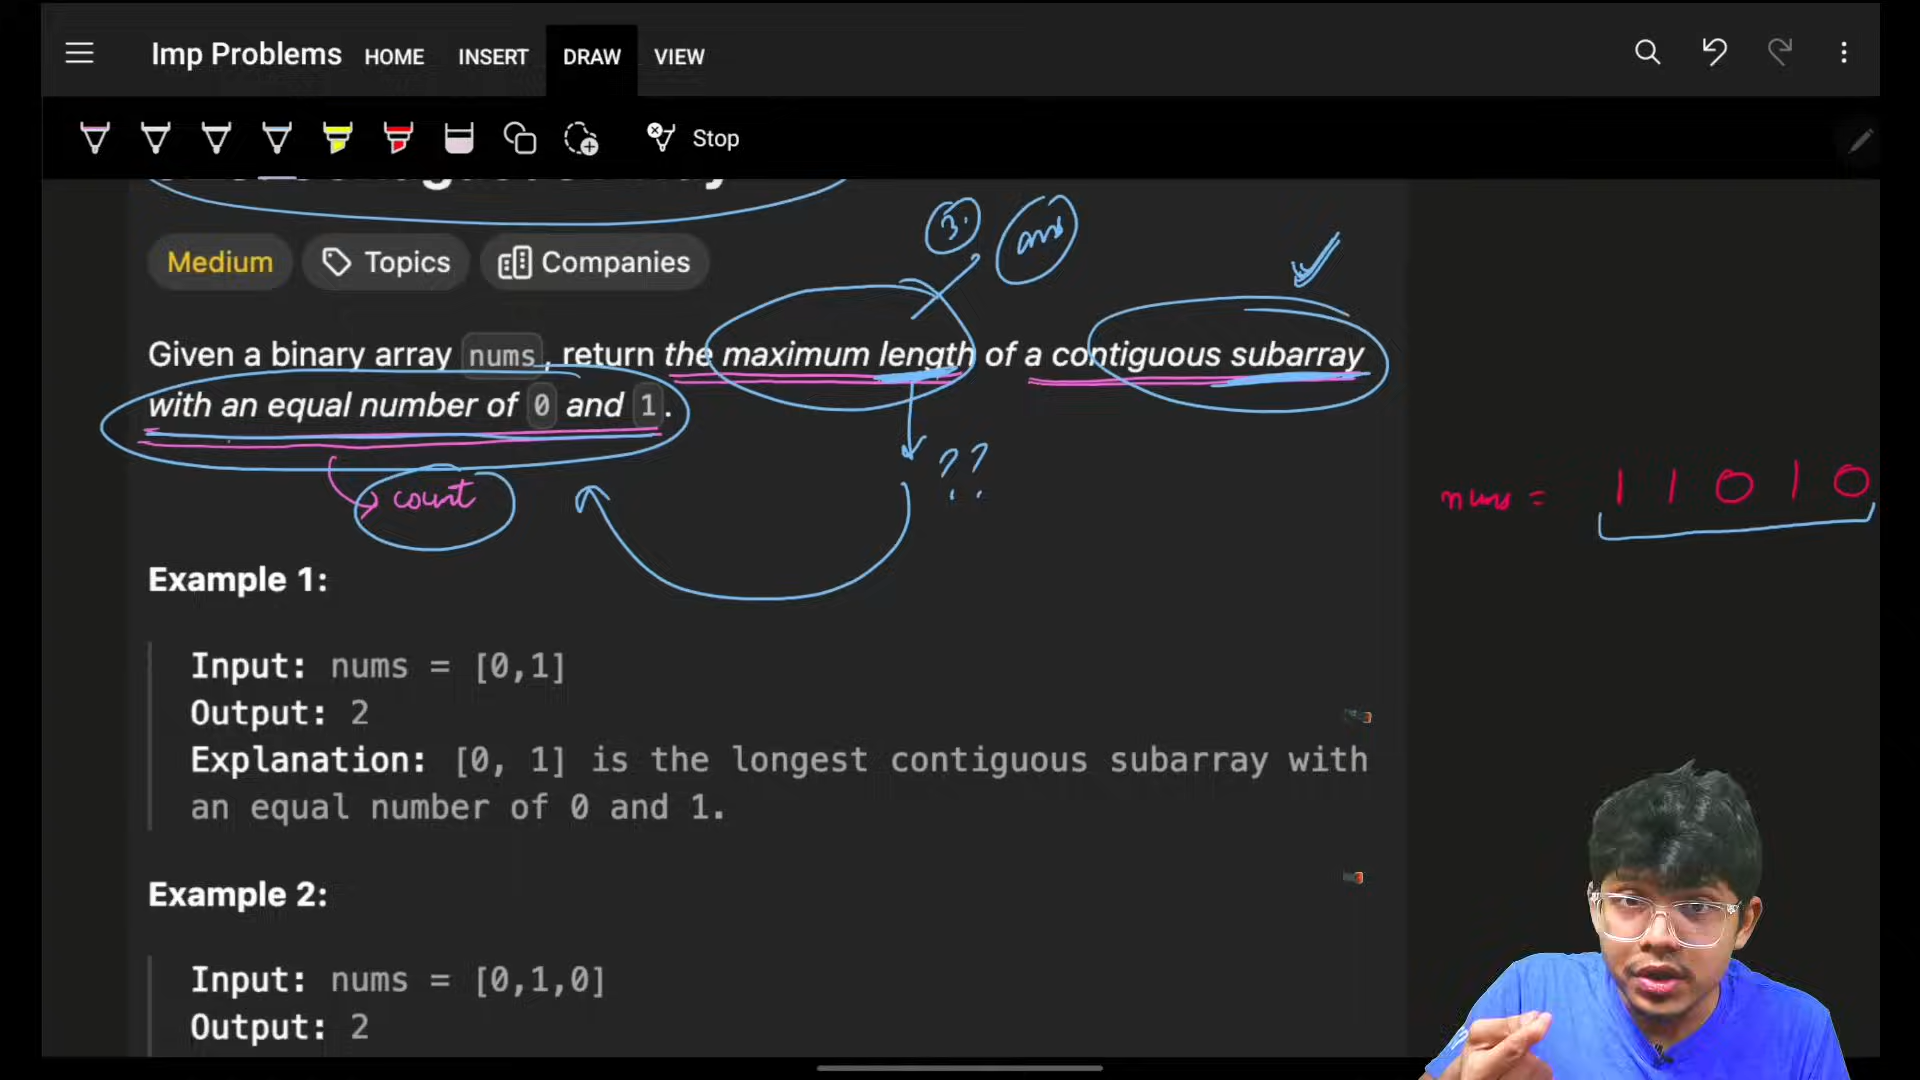 Imp Problems HOME INSERT DRAW VIEW
Stop
Medium Topics Companies
3. ans
Given a binary array nums, return the maximum length of a contiguous subarray
with an equal number of 0 and 1.
??
count
nums = 1 1 0 1 0
Example 1:
Input: nums = [0,1]
Output: 2
Explanation: [0, 1] is the longest contiguous subarray with
an equal number of 0 and 1.
Example 2:
Input: nums = [0,1,0]
Output: 2